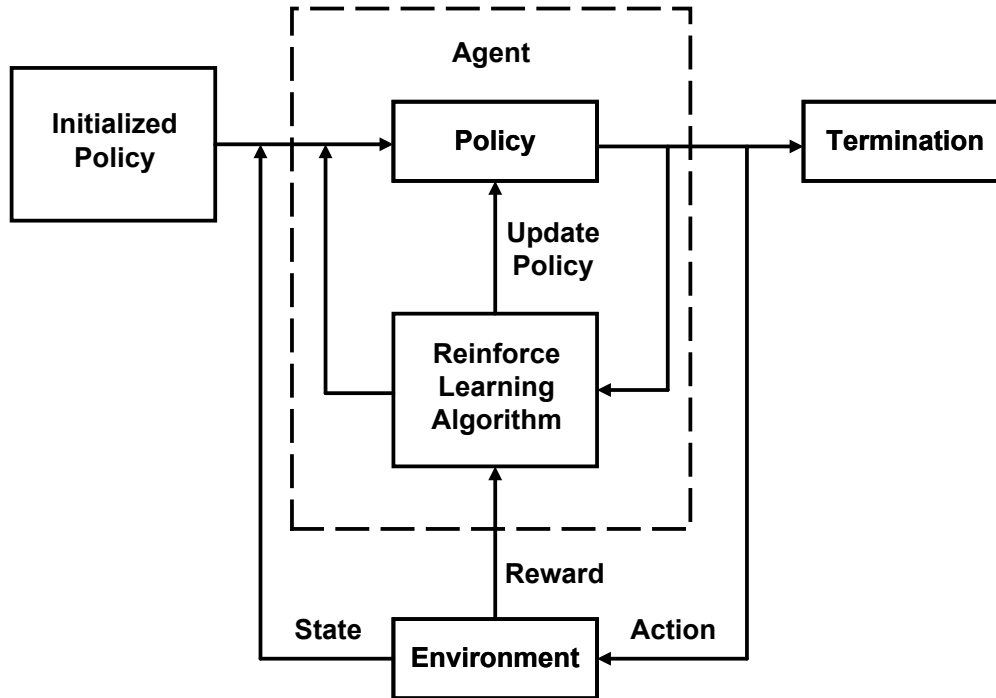 Agent
Initialized
Policy
Policy
Termination
Update
Policy
Reinforce
Learning
Algorithm
Reward
State
Action
Environment